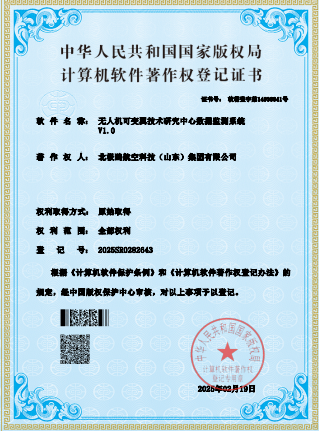 中华人民共和国国家版权局
计算机软件著作权登记证书
证书号： 软著登字第14938841号
软件名称： 无人机可变翼技术研究中心数据监测系统
V1.0
著作权人： 北极鸥航空科技（山东）集团有限公司
权利取得方式： 原始取得
权利范围： 全部权利
登记号： 2025SR0282643
根据《计算机软件保护条例》和《计算机软件著作权登记办法》的
规定，经中国版权保护中心审核，对以上事项予以登记。
中华人民共和国国家版权局
计算机软件著作权
登记专用章
2025年02月19日